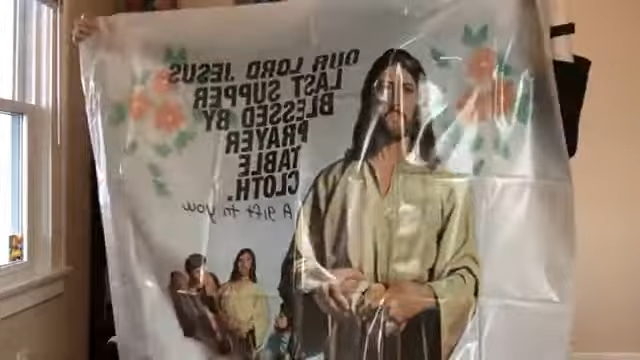 OUR LORD JESUS
LAST SUPPER
BLESSED BY
PRAYER
TABLE
CLOTH.
A gift to you